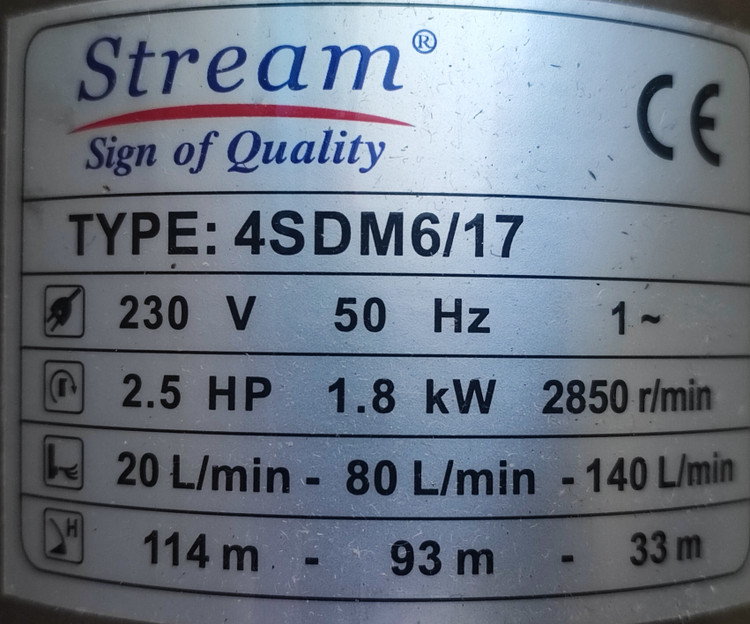 Stream®
Sign of Quality
CE
TYPE: 4SDM6/17
230 V 50 Hz 1~
2.5 HP 1.8 kW 2850 r/min
20 L/min - 80 L/min - 140 L/min
H 114 m - 93 m - 33 m